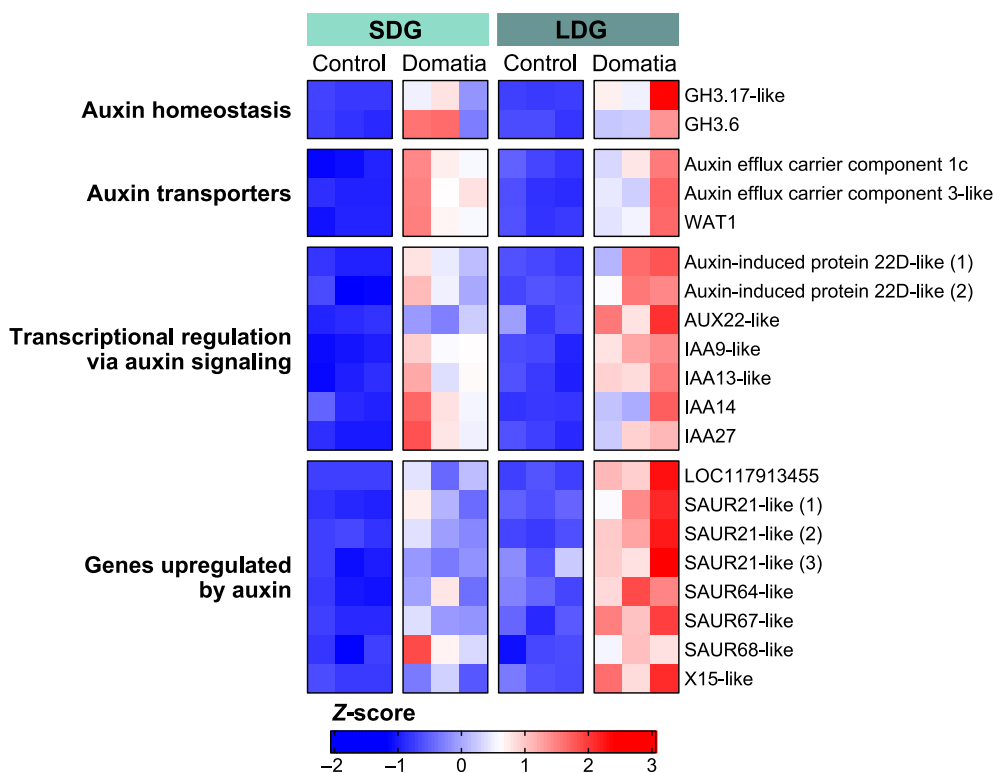 SDG LDG
Control Domatia Control Domatia
Auxin homeostasis
GH3.17-like
GH3.6
Auxin transporters
Auxin efflux carrier component 1c
Auxin efflux carrier component 3-like
WAT1
Transcriptional regulation
via auxin signaling
Auxin-induced protein 22D-like (1)
Auxin-induced protein 22D-like (2)
AUX22-like
IAA9-like
IAA13-like
IAA14
IAA27
Genes upregulated
by auxin
LOC117913455
SAUR21-like (1)
SAUR21-like (2)
SAUR21-like (3)
SAUR64-like
SAUR67-like
SAUR68-like
X15-like
Z-score
−2 −1 0 1 2 3